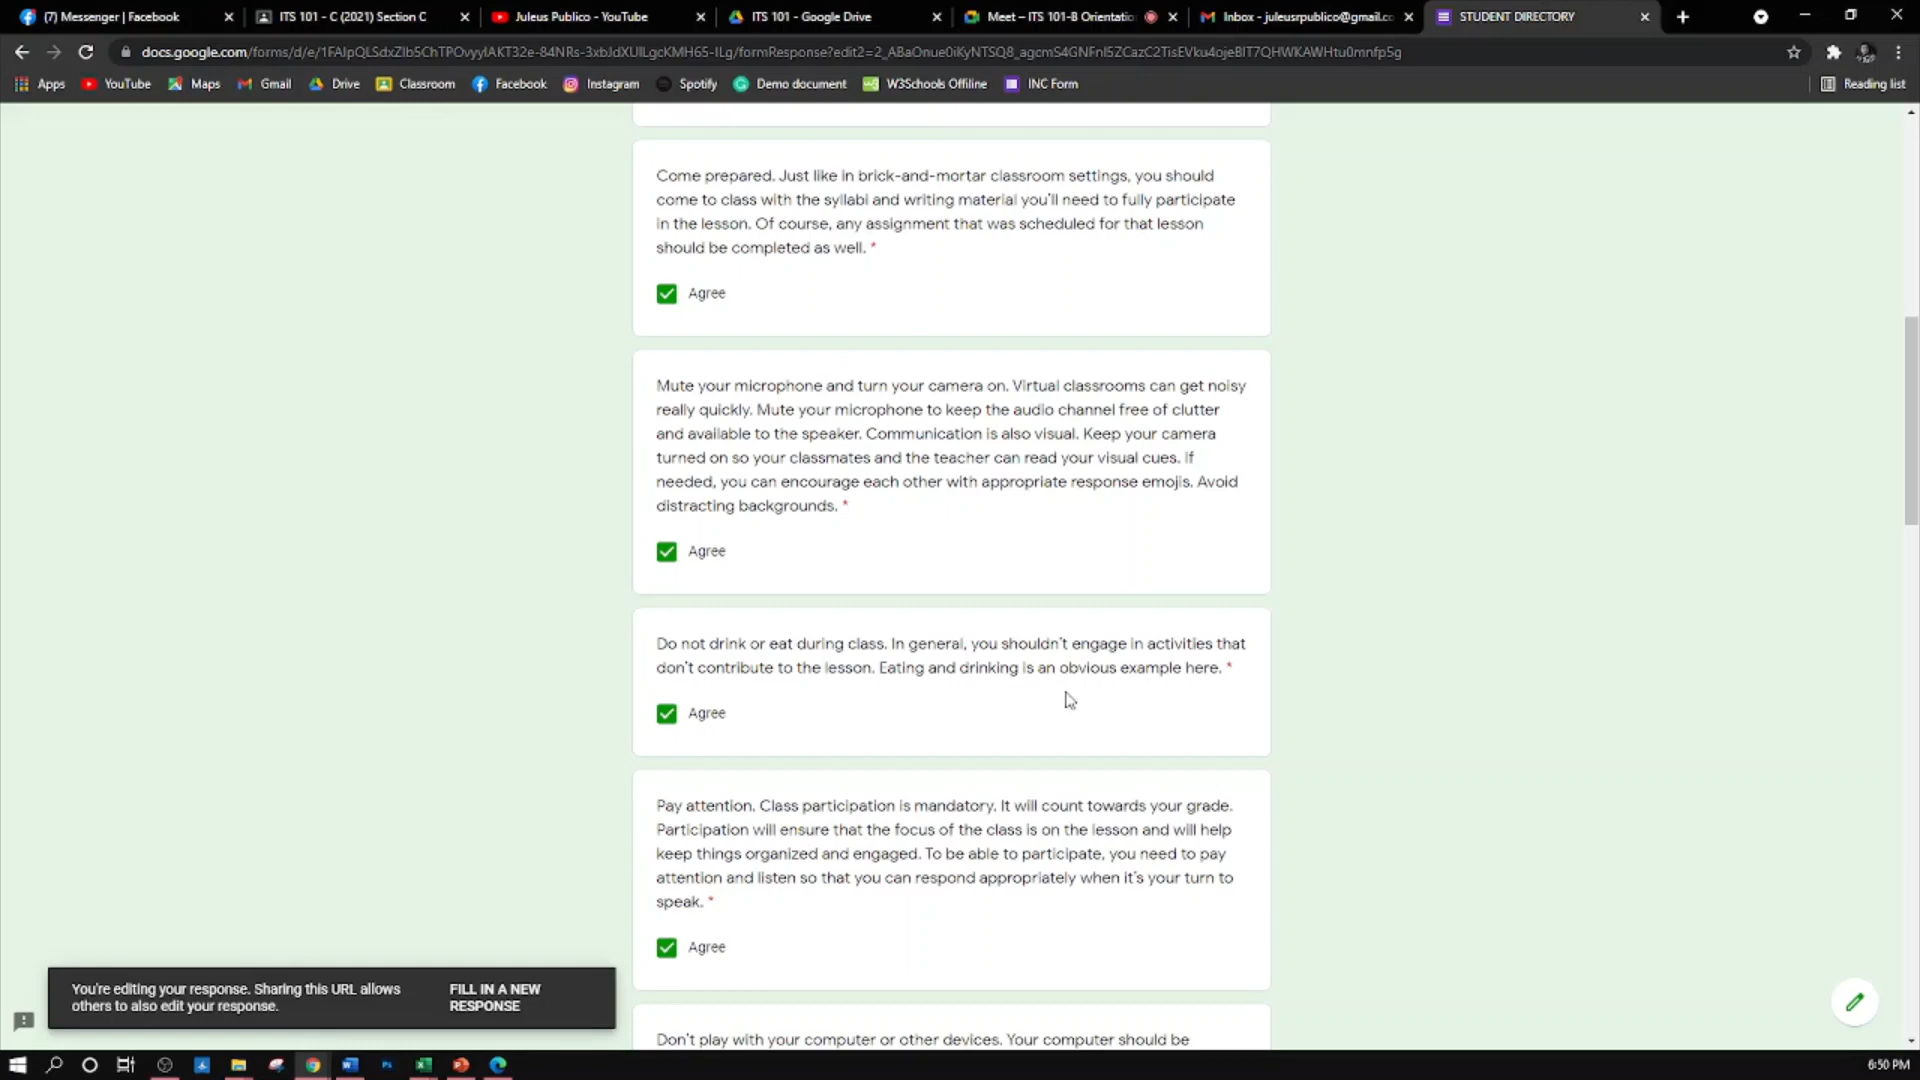 (7) Messenger | Facebook
ITS 101 - C (2021) Section C
Juleus Publico - YouTube
ITS 101 - Google Drive
Meet – ITS 101-B Orientatio
Inbox - juleusrpublico@gmail.co
STUDENT DIRECTORY
Apps
YouTube
Maps
Gmail
Drive
Classroom
Facebook
Instagram
Spotify
Demo document
W3Schools Offiline
INC Form
Reading list
Come prepared. Just like in brick-and-mortar classroom settings, you should
come to class with the syllabi and writing material you'll need to fully participate
in the lesson. Of course, any assignment that was scheduled for that lesson
should be completed as well. *
Agree
Mute your microphone and turn your camera on. Virtual classrooms can get noisy
really quickly. Mute your microphone to keep the audio channel free of clutter
and available to the speaker. Communication is also visual. Keep your camera
turned on so your classmates and the teacher can read your visual cues. If
needed, you can encourage each other with appropriate response emojis. Avoid
distracting backgrounds. *
Agree
Do not drink or eat during class. In general, you shouldn't engage in activities that
don't contribute to the lesson. Eating and drinking is an obvious example here. *
Agree
Pay attention. Class participation is mandatory. It will count towards your grade.
Participation will ensure that the focus of the class is on the lesson and will help
keep things organized and engaged. To be able to participate, you need to pay
attention and listen so that you can respond appropriately when it's your turn to
speak. *
Agree
You're editing your response. Sharing this URL allows
others to also edit your response.
FILL IN A NEW
RESPONSE
Don't play with your computer or other devices. Your computer should be
6:50 PM